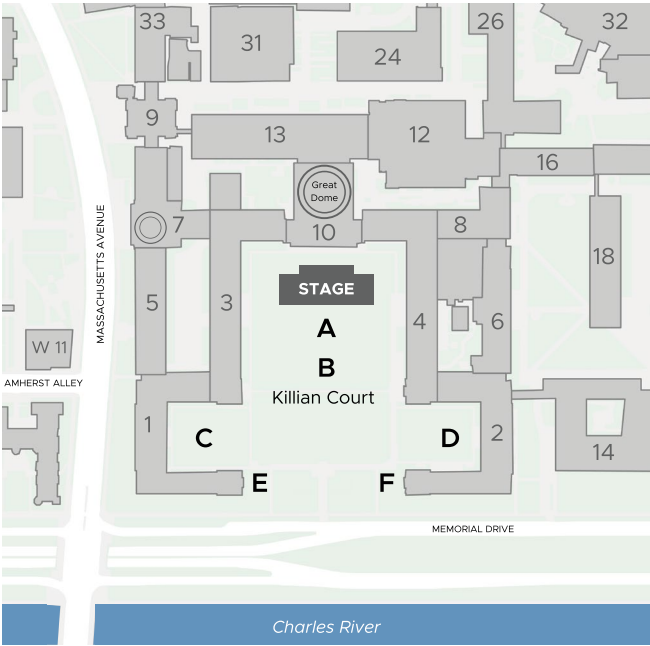 33
31
24
26
32
9
13
12
16
Great
Dome
7
10
8
18
MASSACHUSETTS AVENUE
STAGE
5
3
A
4
6
W 11
B
AMHERST ALLEY
Killian Court
1
C
D
2
14
E
F
MEMORIAL DRIVE
Charles River